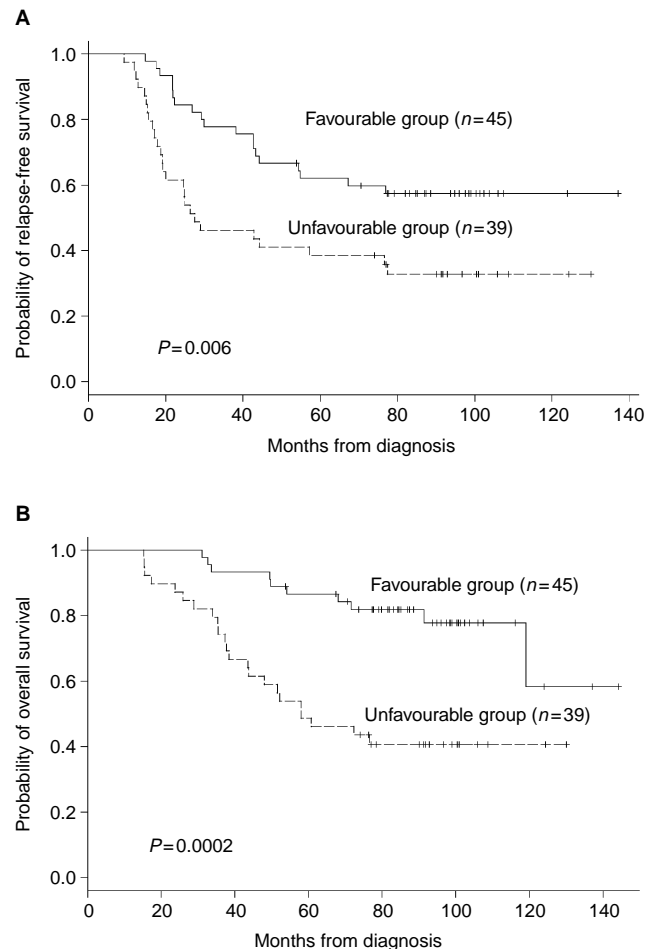 A
Probability of relapse-free survival
1.0
0.8
0.6
0.4
0.2
0.0
Favourable group (n=45)
Unfavourable group (n=39)
P=0.006
0 20 40 60 80 100 120 140
Months from diagnosis
B
Probability of overall survival
1.0
0.8
0.6
0.4
0.2
0.0
Favourable group (n=45)
Unfavourable group (n=39)
P=0.0002
0 20 40 60 80 100 120 140
Months from diagnosis